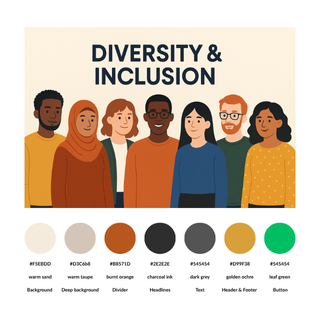 DIVERSITY &
INCLUSION
#F5EBDD #D3C6b8 #B8571D #2E2E2E #545454 #D99F38 #545454
warm sand warm taupe burnt orange charcoal ink dark grey golden ochre leaf green
Background Deep background Divider Headlines Text Header & Footer Button